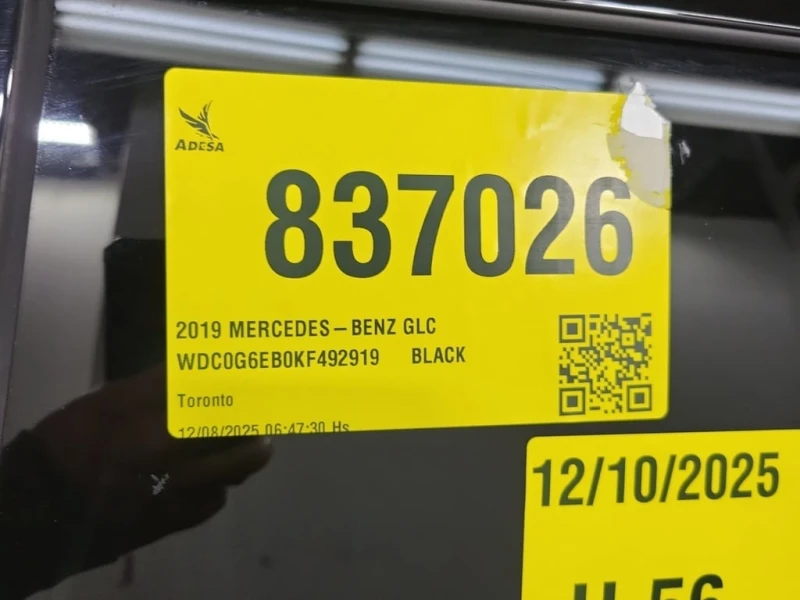 ADESA
837026
2019 MERCEDES-BENZ GLC
WDC0G6EB0KF492919 BLACK
Toronto
12/08/2025 06:47:30 Hs
12/10/2025